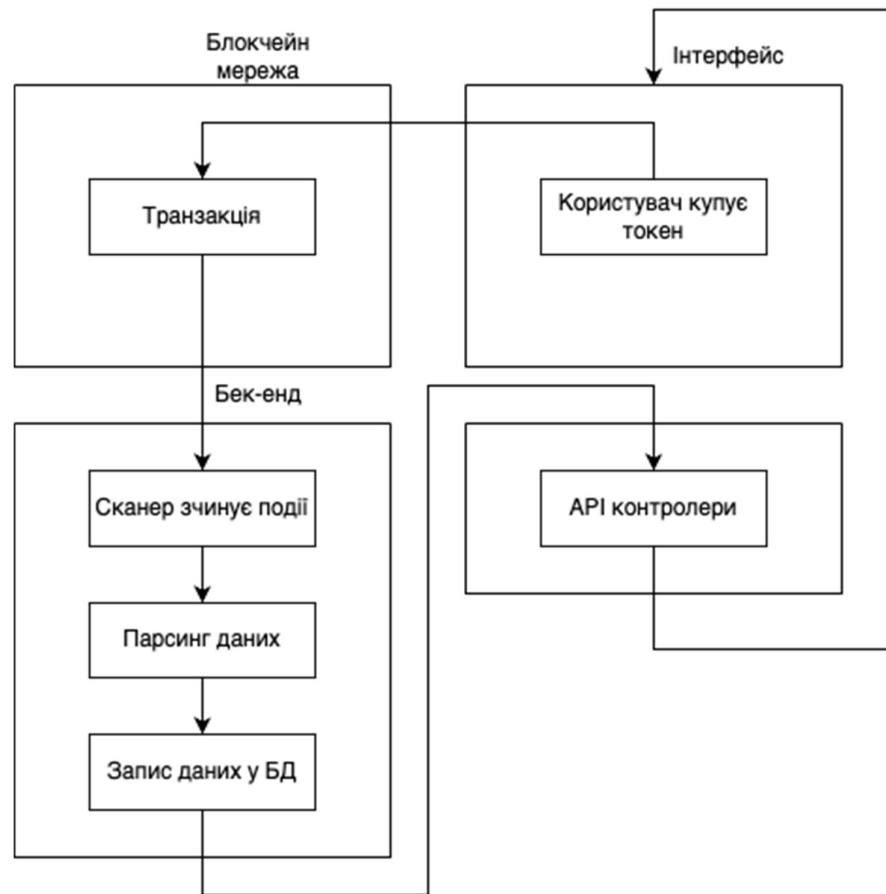 Блокчейн
мережа
Інтерфейс
Транзакція
Користувач купує
токен
Бек-енд
Сканер зчинує події
API контролери
Парсинг даних
Запис даних у БД